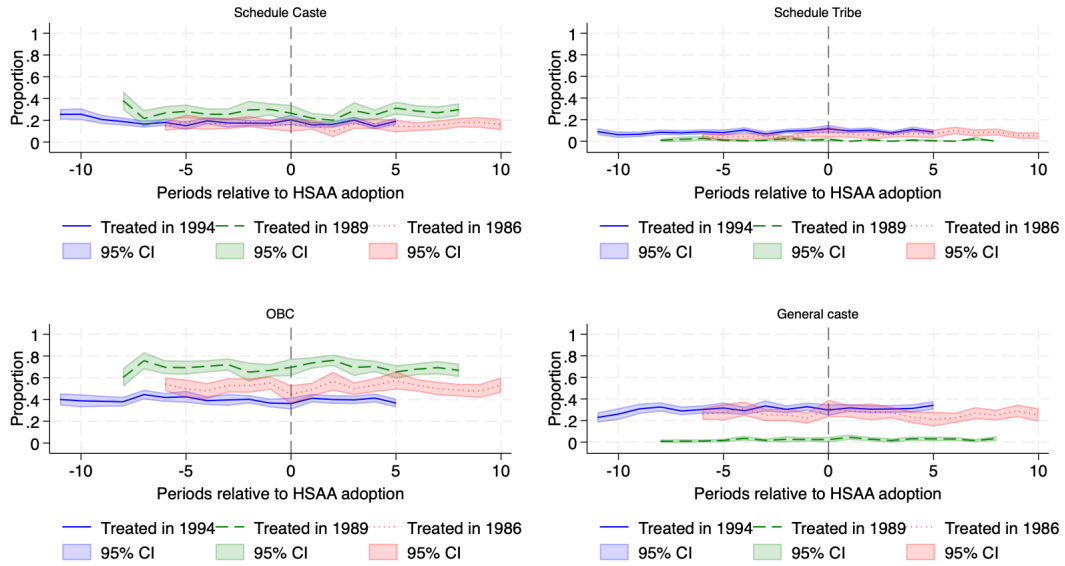 Schedule Caste
Proportion
1
.8
.6
.4
.2
0
-10
-5
0
5
10
Periods relative to HSAA adoption
Treated in 1994
Treated in 1989
Treated in 1986
95% CI
95% CI
95% CI
Schedule Tribe
Proportion
1
.8
.6
.4
.2
0
-10
-5
0
5
10
Periods relative to HSAA adoption
Treated in 1994
Treated in 1989
Treated in 1986
95% CI
95% CI
95% CI
OBC
Proportion
1
.8
.6
.4
.2
0
-10
-5
0
5
10
Periods relative to HSAA adoption
Treated in 1994
Treated in 1989
Treated in 1986
95% CI
95% CI
95% CI
General caste
Proportion
1
.8
.6
.4
.2
0
-10
-5
0
5
10
Periods relative to HSAA adoption
Treated in 1994
Treated in 1989
Treated in 1986
95% CI
95% CI
95% CI